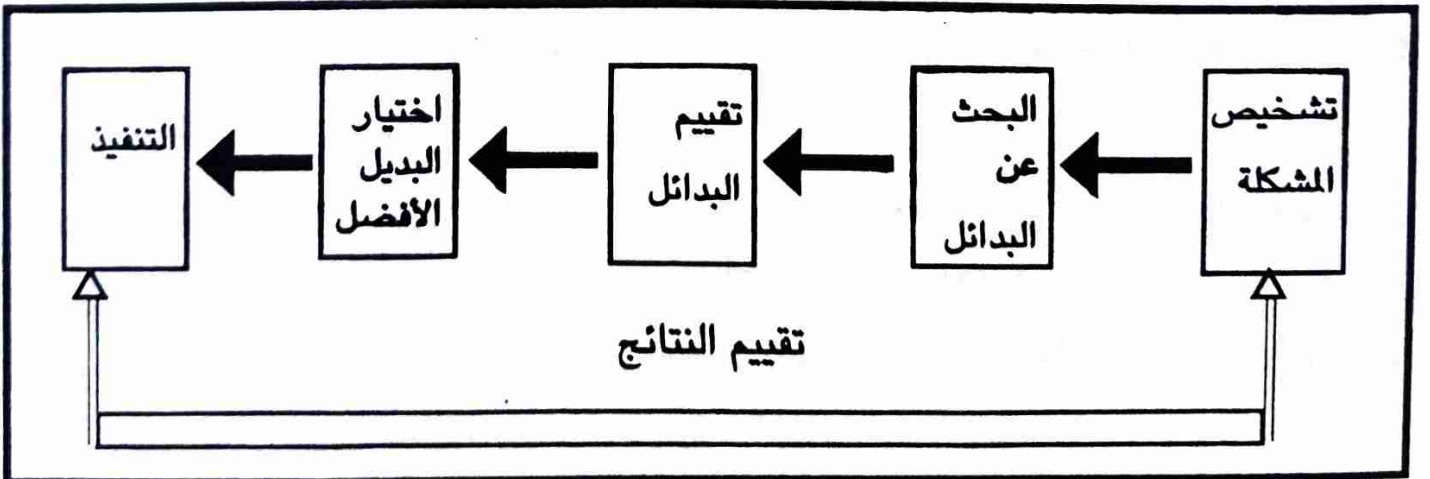 تشخيص
المشكلة
البحث
عن
البدائل
تقييم
البدائل
اختيار
البديل
الأفضل
التنفيذ
تقييم النتائج